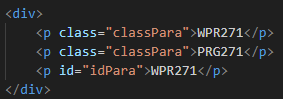 <div>
    <p class="classPara">WPR271</p>
    <p class="classPara">PRG271</p>
    <p id="idPara">WPR271</p>
</div>